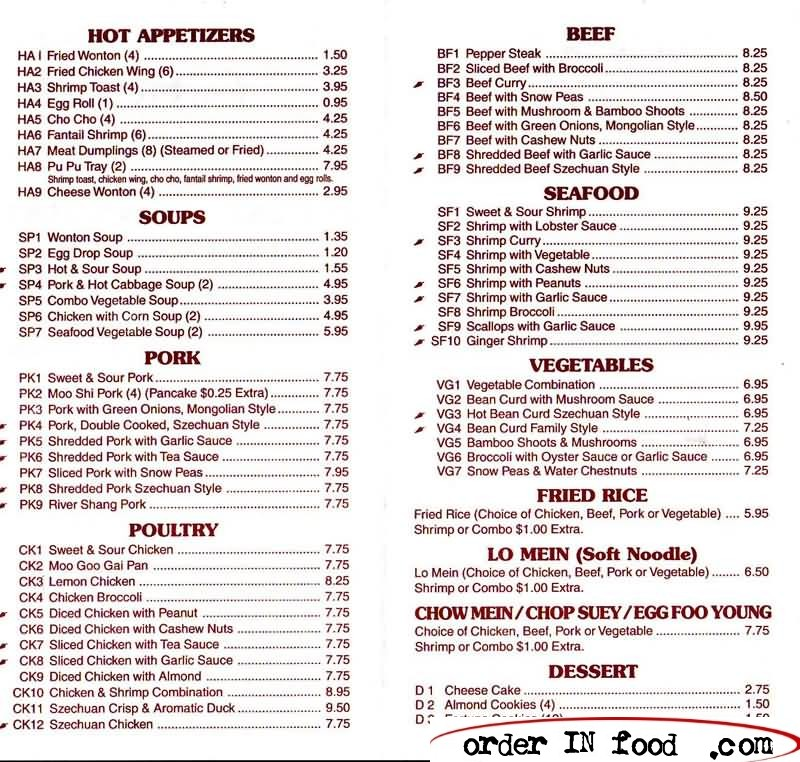 HOT APPETIZERS
HA I Fried Wonton (4) ........ 1.50
HA2 Fried Chicken Wing (6) ........ 3.25
HA3 Shrimp Toast (4) ........ 3.95
HA4 Egg Roll (1) ........ 0.95
HA5 Cho Cho (4) ........ 4.25
HA6 Fantail Shrimp (6) ........ 4.25
HA7 Meat Dumplings (8) (Steamed or Fried) ........ 4.25
HA8 Pu Pu Tray (2) ........ 7.95
Shrimp toast, chicken wing, cho cho, fantail shrimp, fried wonton and egg rolls.
HA9 Cheese Wonton (4) ........ 2.95
SOUPS
SP1 Wonton Soup ........ 1.35
SP2 Egg Drop Soup ........ 1.20
SP3 Hot & Sour Soup ........ 1.55
SP4 Pork & Hot Cabbage Soup (2) ........ 4.95
SP5 Combo Vegetable Soup ........ 3.95
SP6 Chicken with Corn Soup (2) ........ 4.95
SP7 Seafood Vegetable Soup (2) ........ 5.95
PORK
PK1 Sweet & Sour Pork ........ 7.75
PK2 Moo Shi Pork (4) (Pancake $0.25 Extra) ........ 7.75
PK3 Pork with Green Onions, Mongolian Style ........ 7.75
PK4 Pork, Double Cooked, Szechuan Style ........ 7.75
PK5 Shredded Pork with Garlic Sauce ........ 7.75
PK6 Shredded Pork with Tea Sauce ........ 7.75
PK7 Sliced Pork with Snow Peas ........ 7.95
PK8 Shredded Pork Szechuan Style ........ 7.75
PK9 River Shang Pork ........ 7.75
POULTRY
CK1 Sweet & Sour Chicken ........ 7.75
CK2 Moo Goo Gai Pan ........ 7.75
CK3 Lemon Chicken ........ 8.25
CK4 Chicken Broccoli ........ 7.75
CK5 Diced Chicken with Peanut ........ 7.75
CK6 Diced Chicken with Cashew Nuts ........ 7.75
CK7 Sliced Chicken with Tea Sauce ........ 7.75
CK8 Sliced Chicken with Garlic Sauce ........ 7.75
CK9 Diced Chicken with Almond ........ 7.75
CK10 Chicken & Shrimp Combination ........ 8.95
CK11 Szechuan Crisp & Aromatic Duck ........ 9.50
CK12 Szechuan Chicken ........ 7.75
BEEF
BF1 Pepper Steak ........ 8.25
BF2 Sliced Beef with Broccoli ........ 8.25
BF3 Beef Curry ........ 8.25
BF4 Beef with Snow Peas ........ 8.50
BF5 Beef with Mushroom & Bamboo Shoots ........ 8.25
BF6 Beef with Green Onions, Mongolian Style ........ 8.25
BF7 Beef with Cashew Nuts ........ 8.25
BF8 Shredded Beef with Garlic Sauce ........ 8.25
BF9 Shredded Beef Szechuan Style ........ 8.25
SEAFOOD
SF1 Sweet & Sour Shrimp ........ 9.25
SF2 Shrimp with Lobster Sauce ........ 9.25
SF3 Shrimp Curry ........ 9.25
SF4 Shrimp with Vegetable ........ 9.25
SF5 Shrimp with Cashew Nuts ........ 9.25
SF6 Shrimp with Peanuts ........ 9.25
SF7 Shrimp with Garlic Sauce ........ 9.25
SF8 Shrimp Broccoli ........ 9.25
SF9 Scallops with Garlic Sauce ........ 9.95
SF10 Ginger Shrimp ........ 9.25
VEGETABLES
VG1 Vegetable Combination ........ 6.95
VG2 Bean Curd with Mushroom Sauce ........ 6.95
VG3 Hot Bean Curd Szechuan Style ........ 6.95
VG4 Bean Curd Family Style ........ 7.25
VG5 Bamboo Shoots & Mushrooms ........ 6.95
VG6 Broccoli with Oyster Sauce or Garlic Sauce ........ 6.95
VG7 Snow Peas & Water Chestnuts ........ 7.25
FRIED RICE
Fried Rice (Choice of Chicken, Beef, Pork or Vegetable) .... 5.95
Shrimp or Combo $1.00 Extra.
LO MEIN (Soft Noodle)
Lo Mein (Choice of Chicken, Beef, Pork or Vegetable) ........ 6.50
Shrimp or Combo $1.00 Extra.
CHOW MEIN / CHOP SUEY / EGG FOO YOUNG
Choice of Chicken, Beef, Pork or Vegetable ........ 7.75
Shrimp or Combo $1.00 Extra.
DESSERT
D 1 Cheese Cake ........ 2.75
D 2 Almond Cookies (4) ........ 1.50
order IN food .com